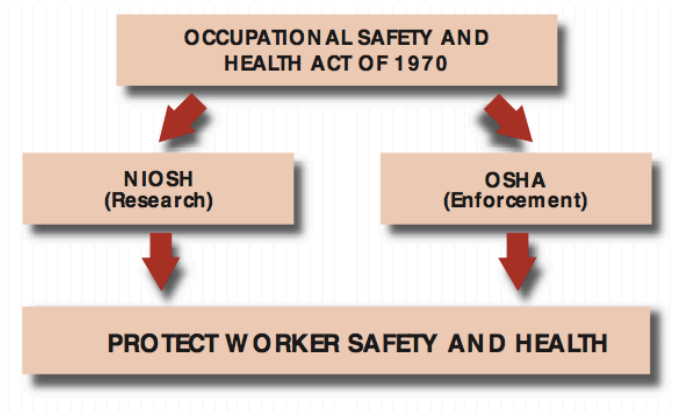 OCCUPATIONAL SAFETY AND
HEALTH ACT OF 1970
NIOSH
(Research)
OSHA
(Enforcement)
PROTECT WORKER SAFETY AND HEALTH